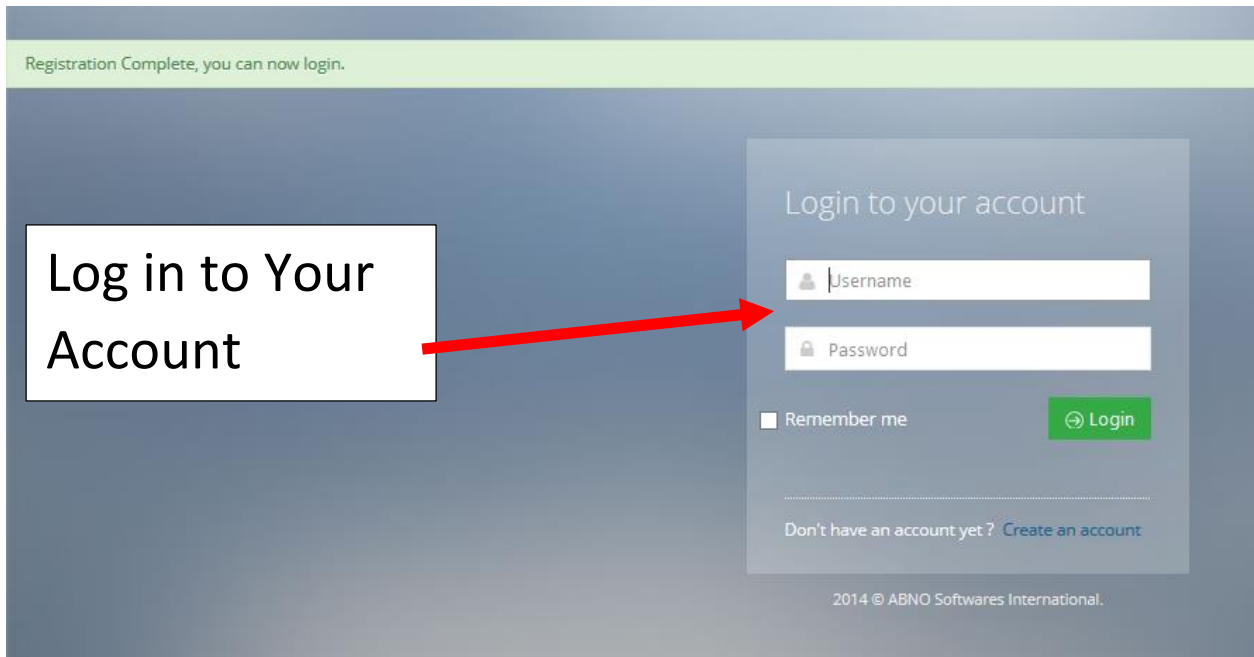 Registration Complete, you can now login.
Log in to Your
Account
Login to your account
Username
Password
Remember me
Login
Don't have an account yet ? Create an account
2014 © ABNO Softwares International.